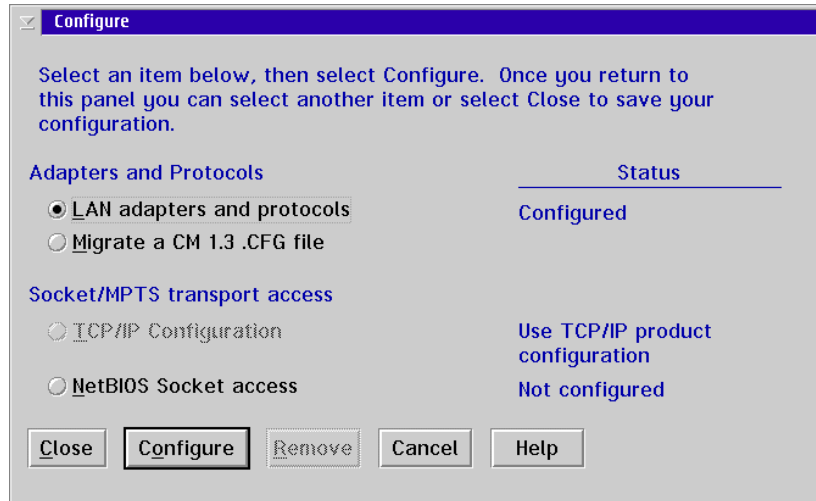 Configure
Select an item below, then select Configure. Once you return to
this panel you can select another item or select Close to save your
configuration.
Adapters and Protocols
Status
LAN adapters and protocols
Configured
Migrate a CM 1.3 .CFG file
Socket/MPTS transport access
TCP/IP Configuration
Use TCP/IP product
configuration
NetBIOS Socket access
Not configured
Close
Configure
Remove
Cancel
Help